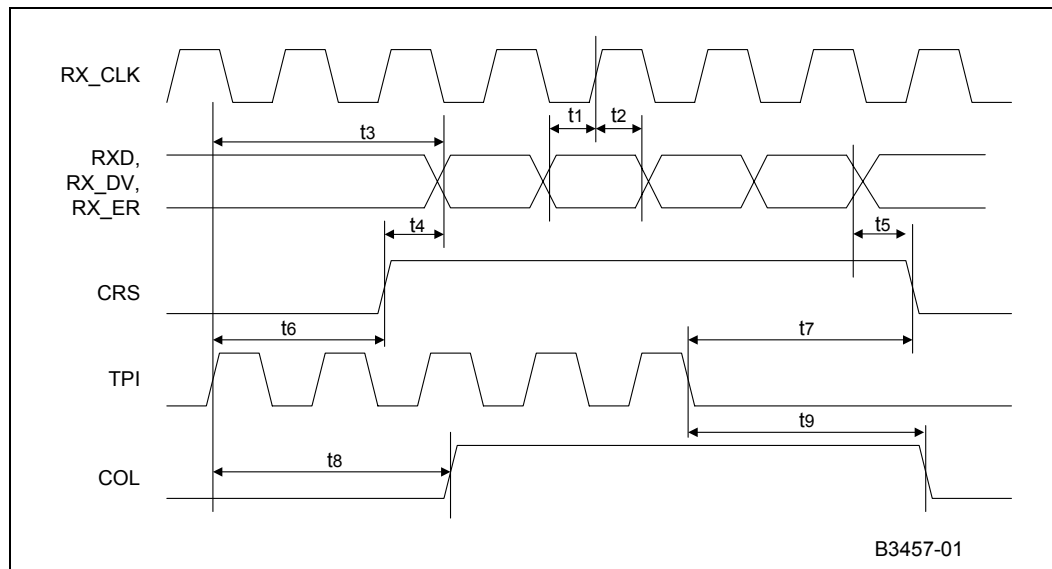 RX_CLK
t1
t2
t3
RXD,
RX_DV,
RX_ER
t4
t5
CRS
t6
t7
TPI
t9
t8
COL
B3457-01